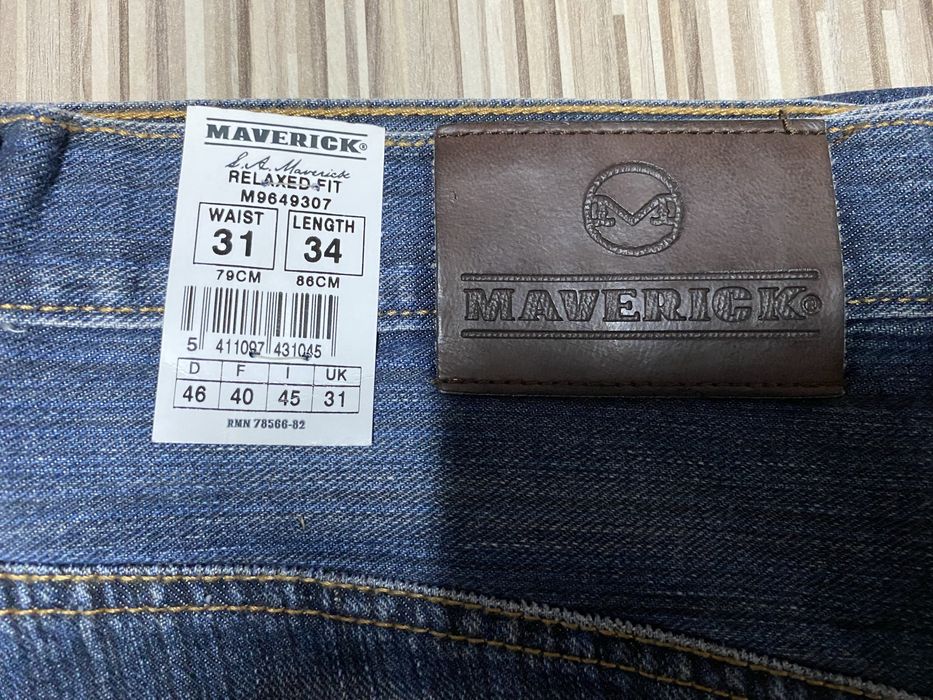 MAVERICK®
L.A. Maverick
RELAXED FIT
M9649307
WAIST LENGTH
31 34
79CM 86CM
5 411097 431045
D F I UK
46 40 45 31
RMN 78566-82
M
MAVERICK®